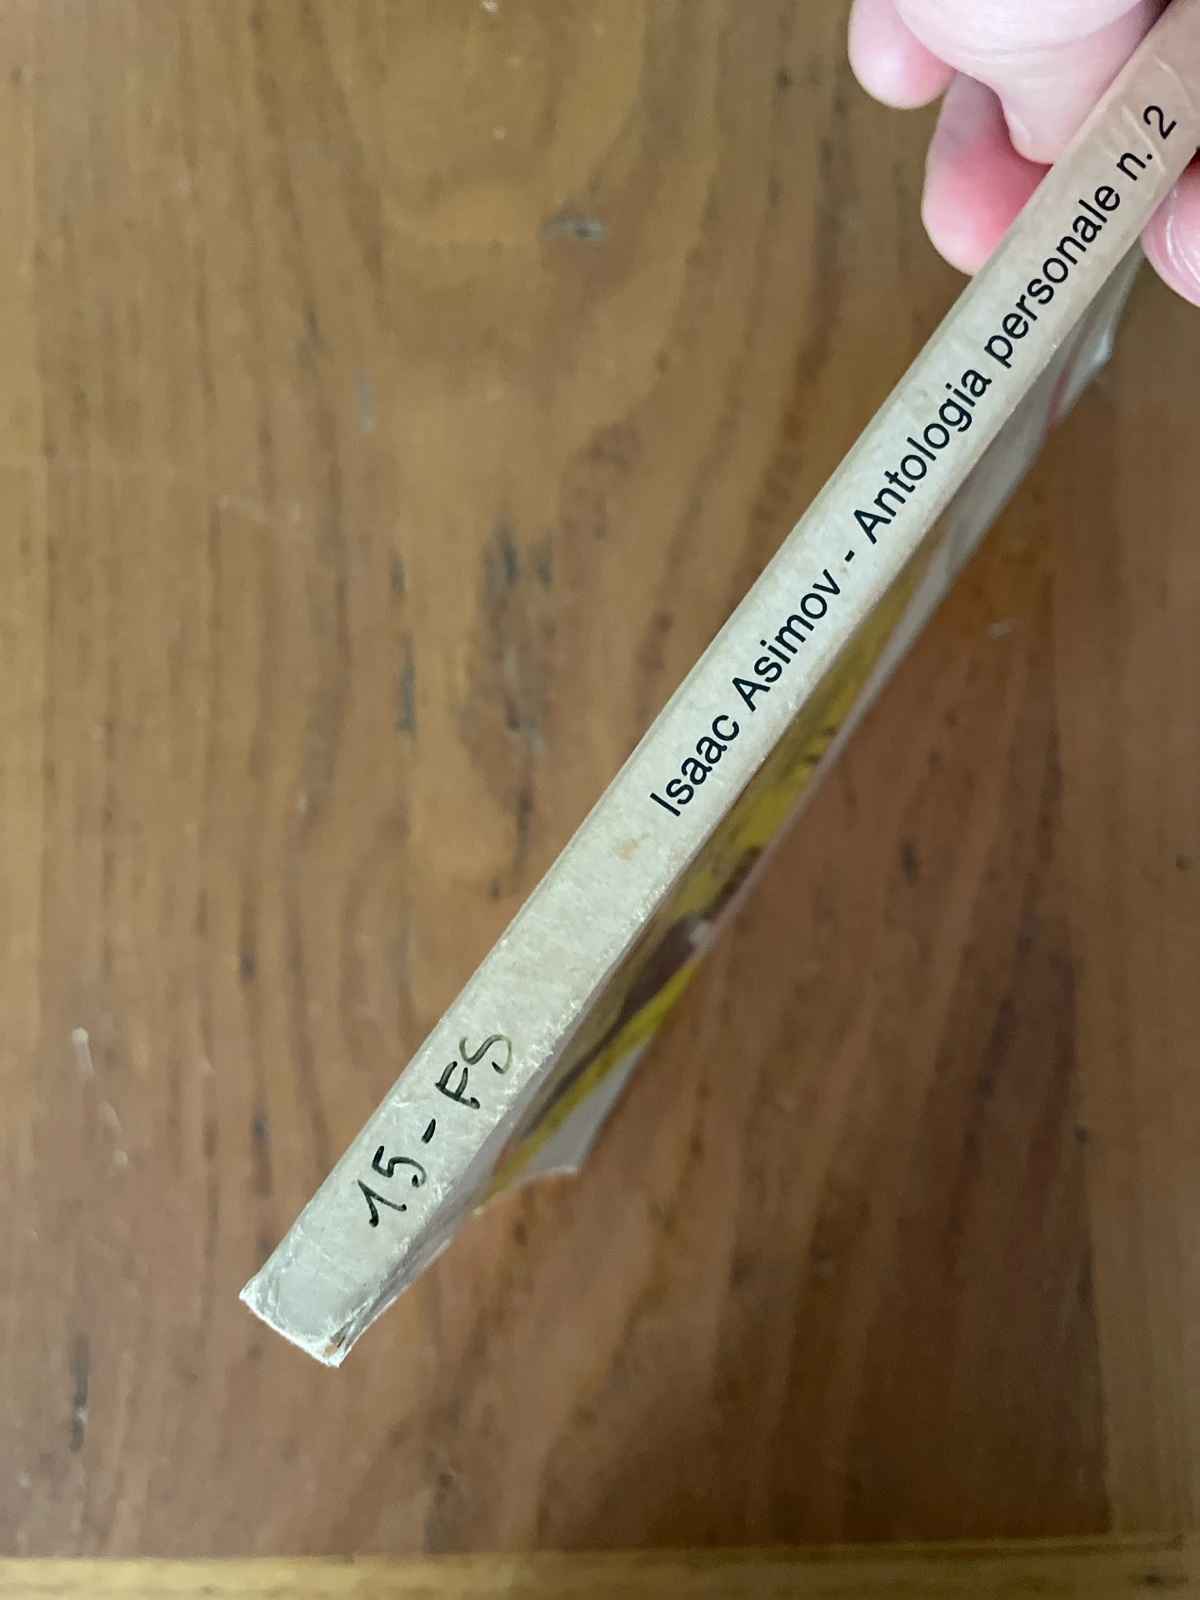 Isaac Asimov - Antologia personale n. 2
15-FS